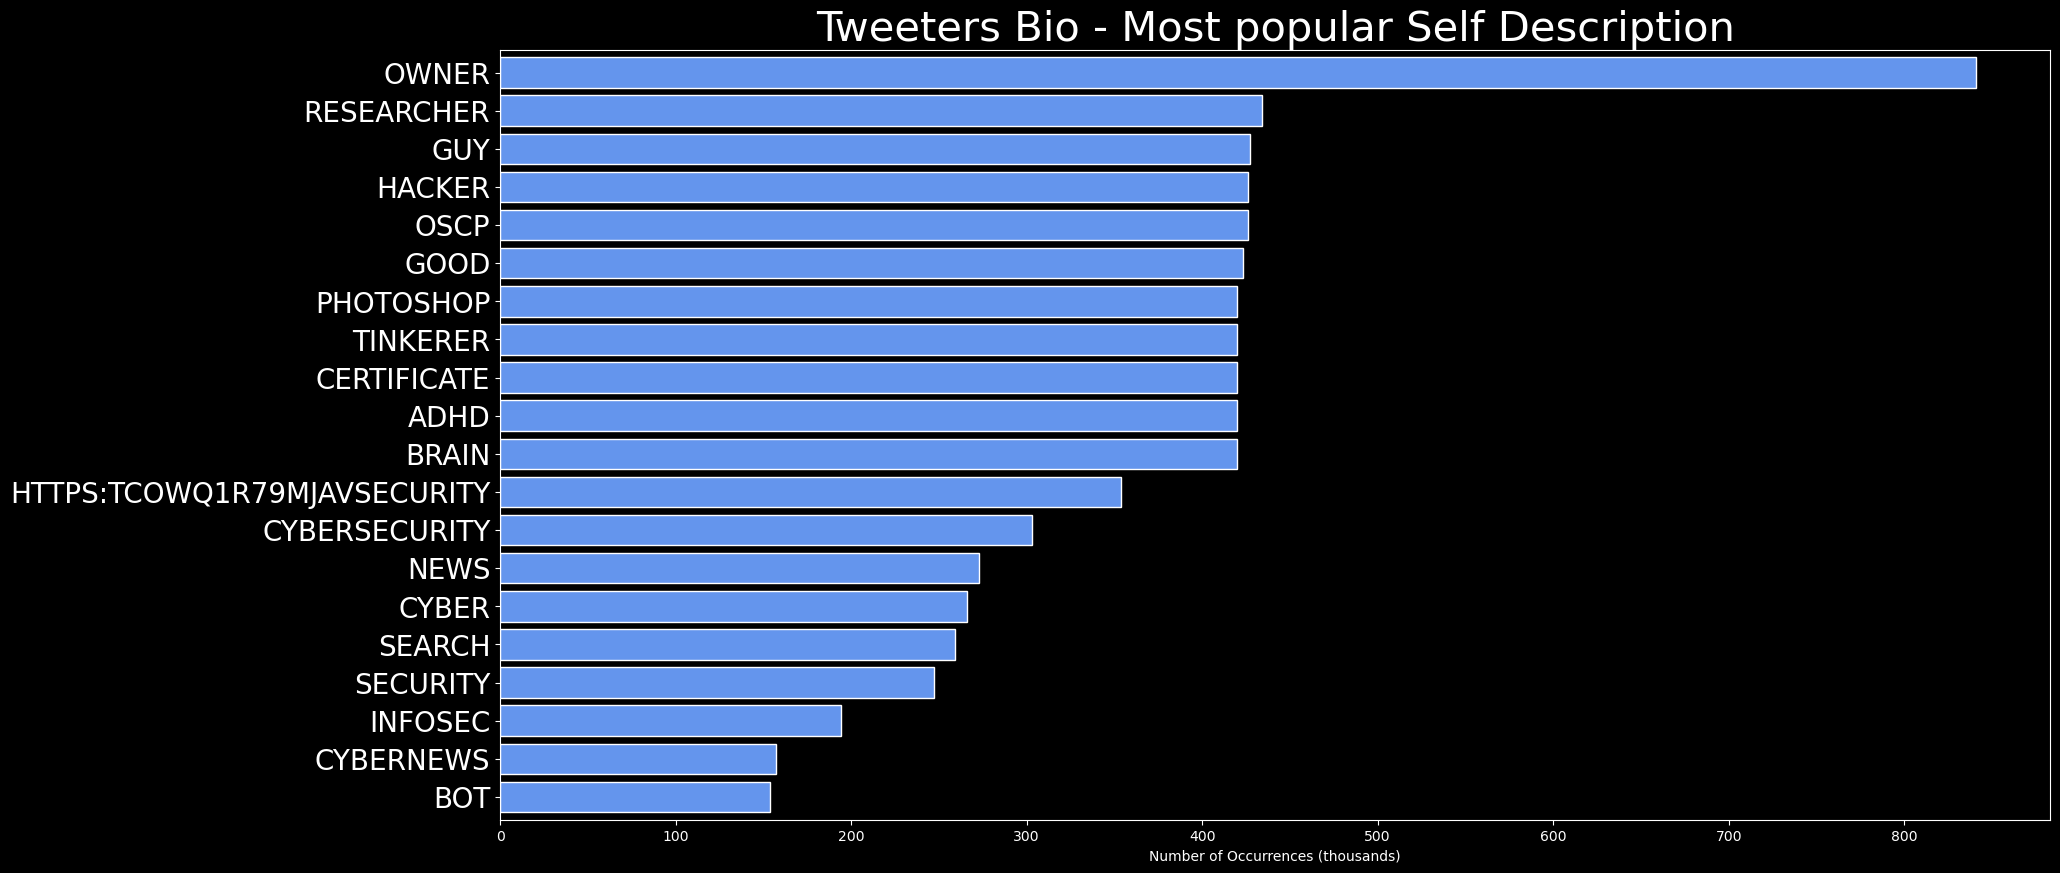 Tweeters Bio - Most popular Self Description
OWNER
RESEARCHER
GUY
HACKER
OSCP
GOOD
PHOTOSHOP
TINKERER
CERTIFICATE
ADHD
BRAIN
HTTPS:TCOWQ1R79MJAVSECURITY
CYBERSECURITY
NEWS
CYBER
SEARCH
SECURITY
INFOSEC
CYBERNEWS
BOT
0 100 200 300 400 500 600 700 800
Number of Occurrences (thousands)